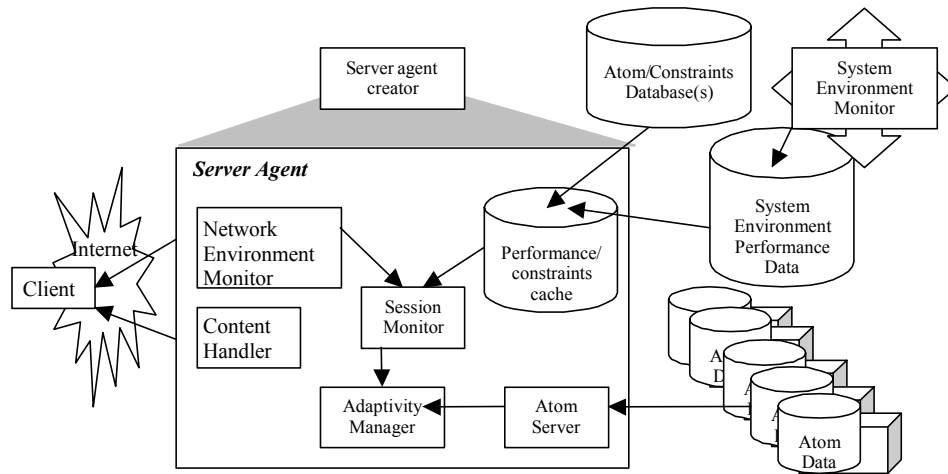 Server agent
creator
Atom/Constraints
Database(s)
System
Environment
Monitor
Server Agent
Network
Environment
Monitor
Internet
Client
Content
Handler
Performance/
constraints
cache
System
Environment
Performance
Data
Session
Monitor
Adaptivity
Manager
Atom
Server
Atom
Data